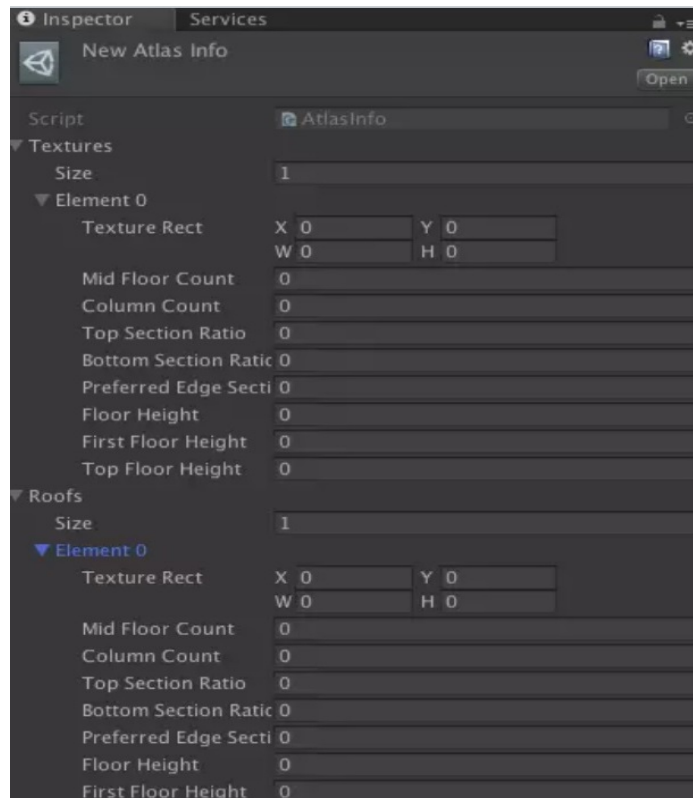 Inspector Services
New Atlas Info
Open
Script AtlasInfo
Textures
Size 1
Element 0
Texture Rect X 0 Y 0
W 0 H 0
Mid Floor Count 0
Column Count 0
Top Section Ratio 0
Bottom Section Ratic 0
Preferred Edge Secti 0
Floor Height 0
First Floor Height 0
Top Floor Height 0
Roofs
Size 1
Element 0
Texture Rect X 0 Y 0
W 0 H 0
Mid Floor Count 0
Column Count 0
Top Section Ratio 0
Bottom Section Ratic 0
Preferred Edge Secti 0
Floor Height 0
First Floor Height 0